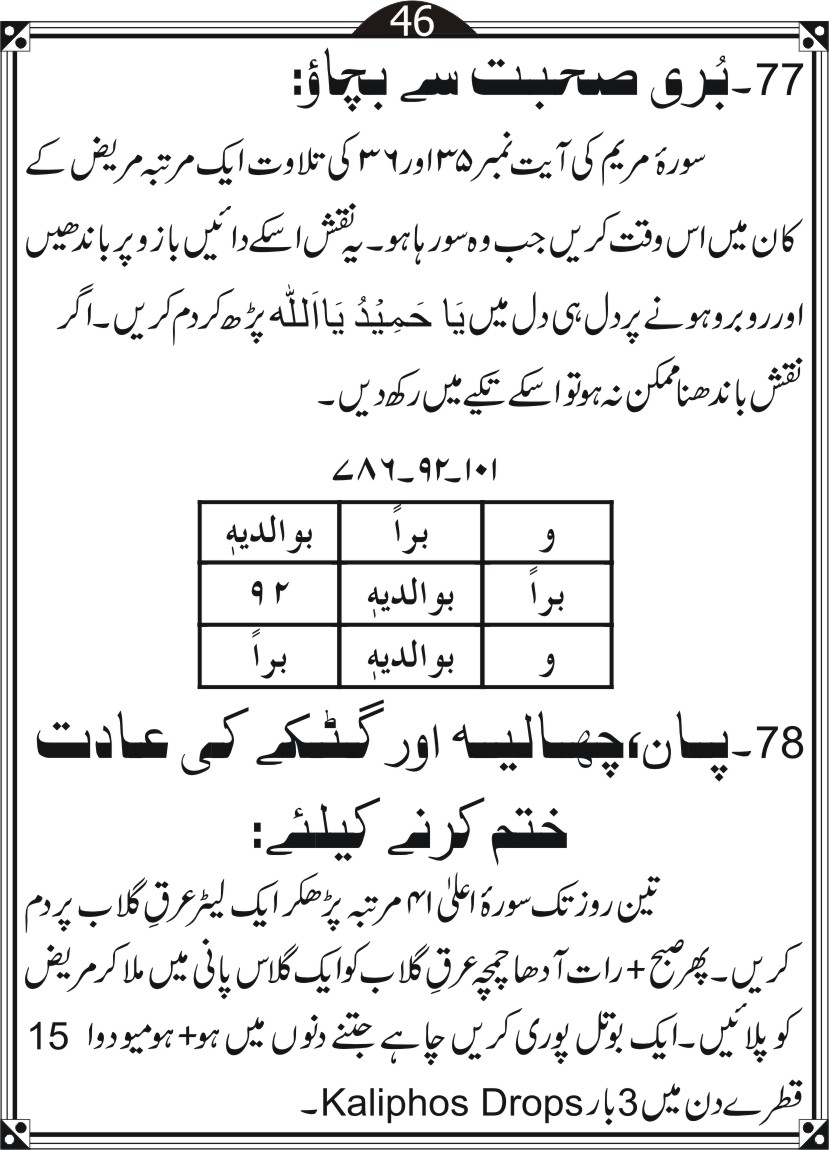 46
77۔بُری صحبت سے بچاؤ:
سورۂ مریم کی آیت نمبر ۳۵ اور ۳۶ کی تلاوت ایک مرتبہ مریض کے
کان میں اس وقت کریں جب وہ سو رہا ہو۔ یہ نقش اسکے دائیں بازو پر باندھیں
اور روبرو ہونے پر دل ہی دل میں یَا حَمِیْدُ یَا اَللّٰہ پڑھ کر دم کریں۔ اگر
نقش باندھنا ممکن نہ ہو تو اسکے تکیے میں رکھ دیں۔
۷۸۶۔۹۲۔۱۰۱
و براً بوالدیہٖ
براً بوالدیہٖ ۹۲
و بوالدیہٖ براً
78۔پان،چھالیہ اور گٹکے کی عادت
ختم کرنے کیلئے:
تین روز تک سورۂ اعلیٰ ۴۱ مرتبہ پڑھکر ایک لیٹر عرقِ گلاب پر دم
کریں۔ پھر صبح + رات آدھا چمچہ عرقِ گلاب کو ایک گلاس پانی میں ملا کر مریض
کو پلائیں۔ ایک بوتل پوری کریں چاہے جتنے دنوں میں ہو+ ہومیو دوا 15
قطرے دن میں 3 بار Kaliphos Drops۔